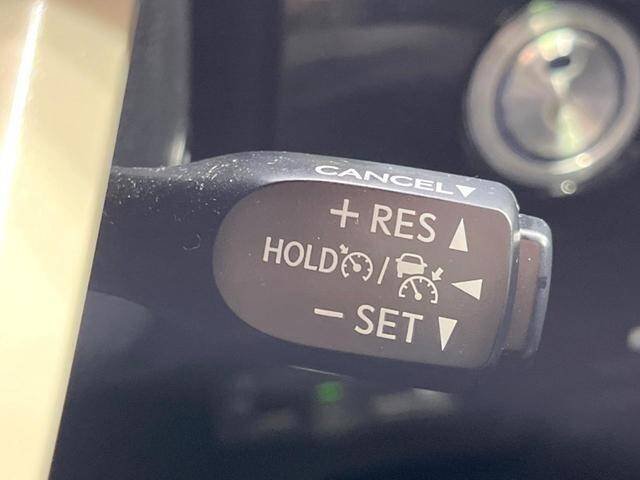 CANCEL▼
+ RES ▲
HOLD / ◀
− SET ▼